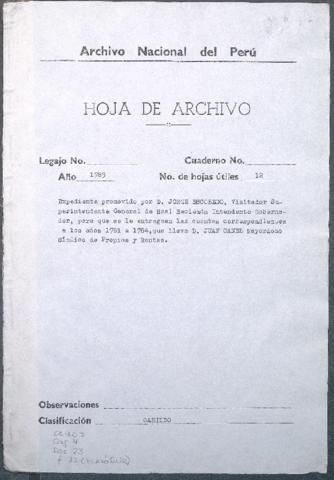 Archivo Nacional del Perú
HOJA DE ARCHIVO
Legajo No. Cuaderno No.
Año 1785 No. de hojas útiles 12
Expediente promovido por D. JORGE ESCOBEDO, Visitador Su-
perintendente General de Real Hacienda Intendente Goberna-
dor, para que se le entreguen las cuentas correspondientes
a los años 1781 a 1784, que llevo D. JUAN CANEL Mayordomo
síndico de Propios y Rentas.
Observaciones
Clasificación CABILDO